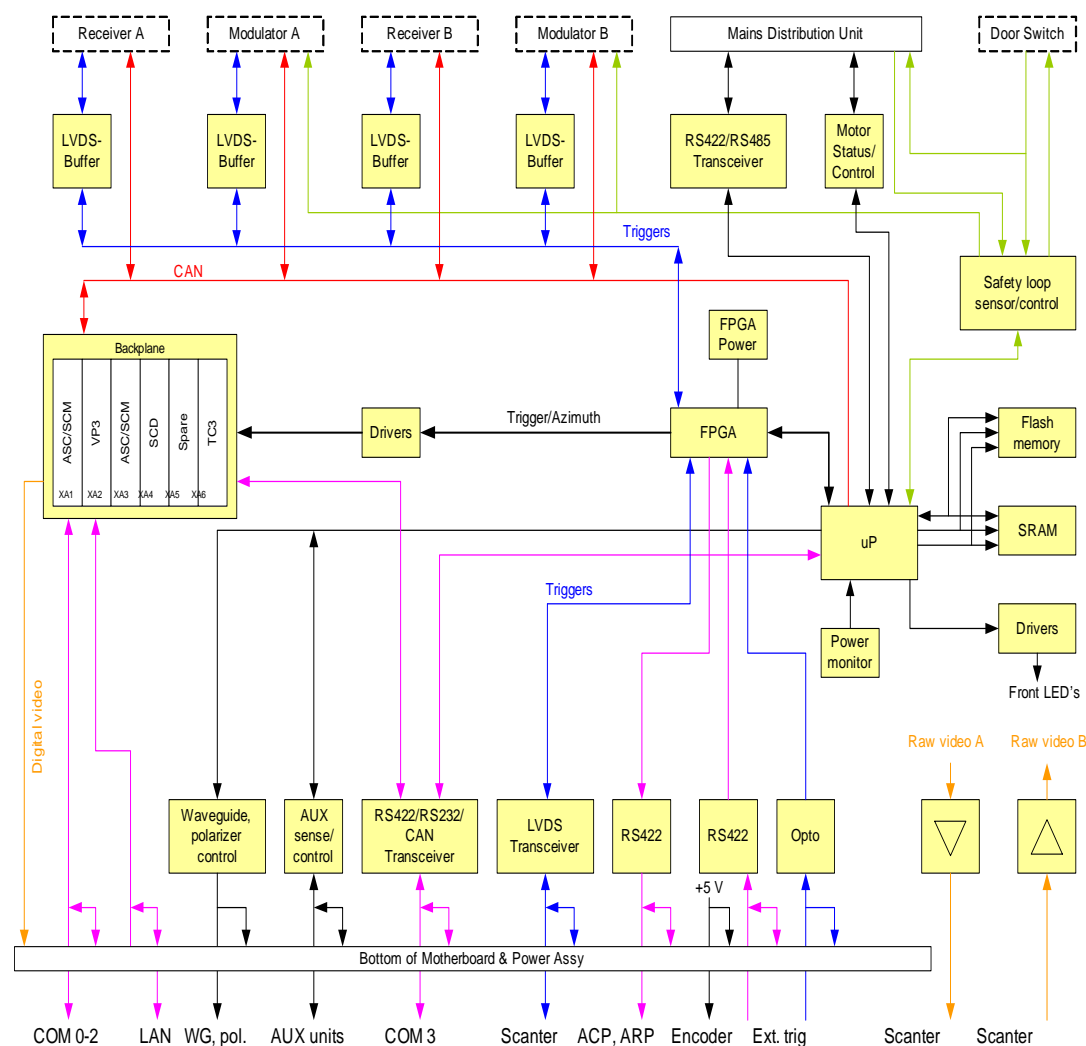 Receiver A
Modulator A
Receiver B
Modulator B
Mains Distribution Unit
Door Switch
LVDS-
Buffer
LVDS-
Buffer
LVDS-
Buffer
LVDS-
Buffer
RS422/RS485
Transceiver
Motor
Status/
Control
Triggers
CAN
Safety loop
sensor/control
Backplane
ASC/SCM
VP3
ASC/SCM
SCD
Spare
TC3
XA1
XA2
XA3
XA4
XA5
XA6
FPGA
Power
Trigger/Azimuth
Drivers
FPGA
Flash
memory
uP
SRAM
Triggers
Power
monitor
Drivers
Front LED's
Digital video
Raw video A
Raw video B
Waveguide,
polarizer
control
AUX
sense/
control
RS422/RS232/
CAN
Transceiver
LVDS
Transceiver
RS422
RS422
Opto
+5 V
Bottom of Motherboard & Power Assy
COM 0-2
LAN
WG, pol.
AUX units
COM 3
Scanter
ACP, ARP
Encoder
Ext. trig
Scanter
Scanter